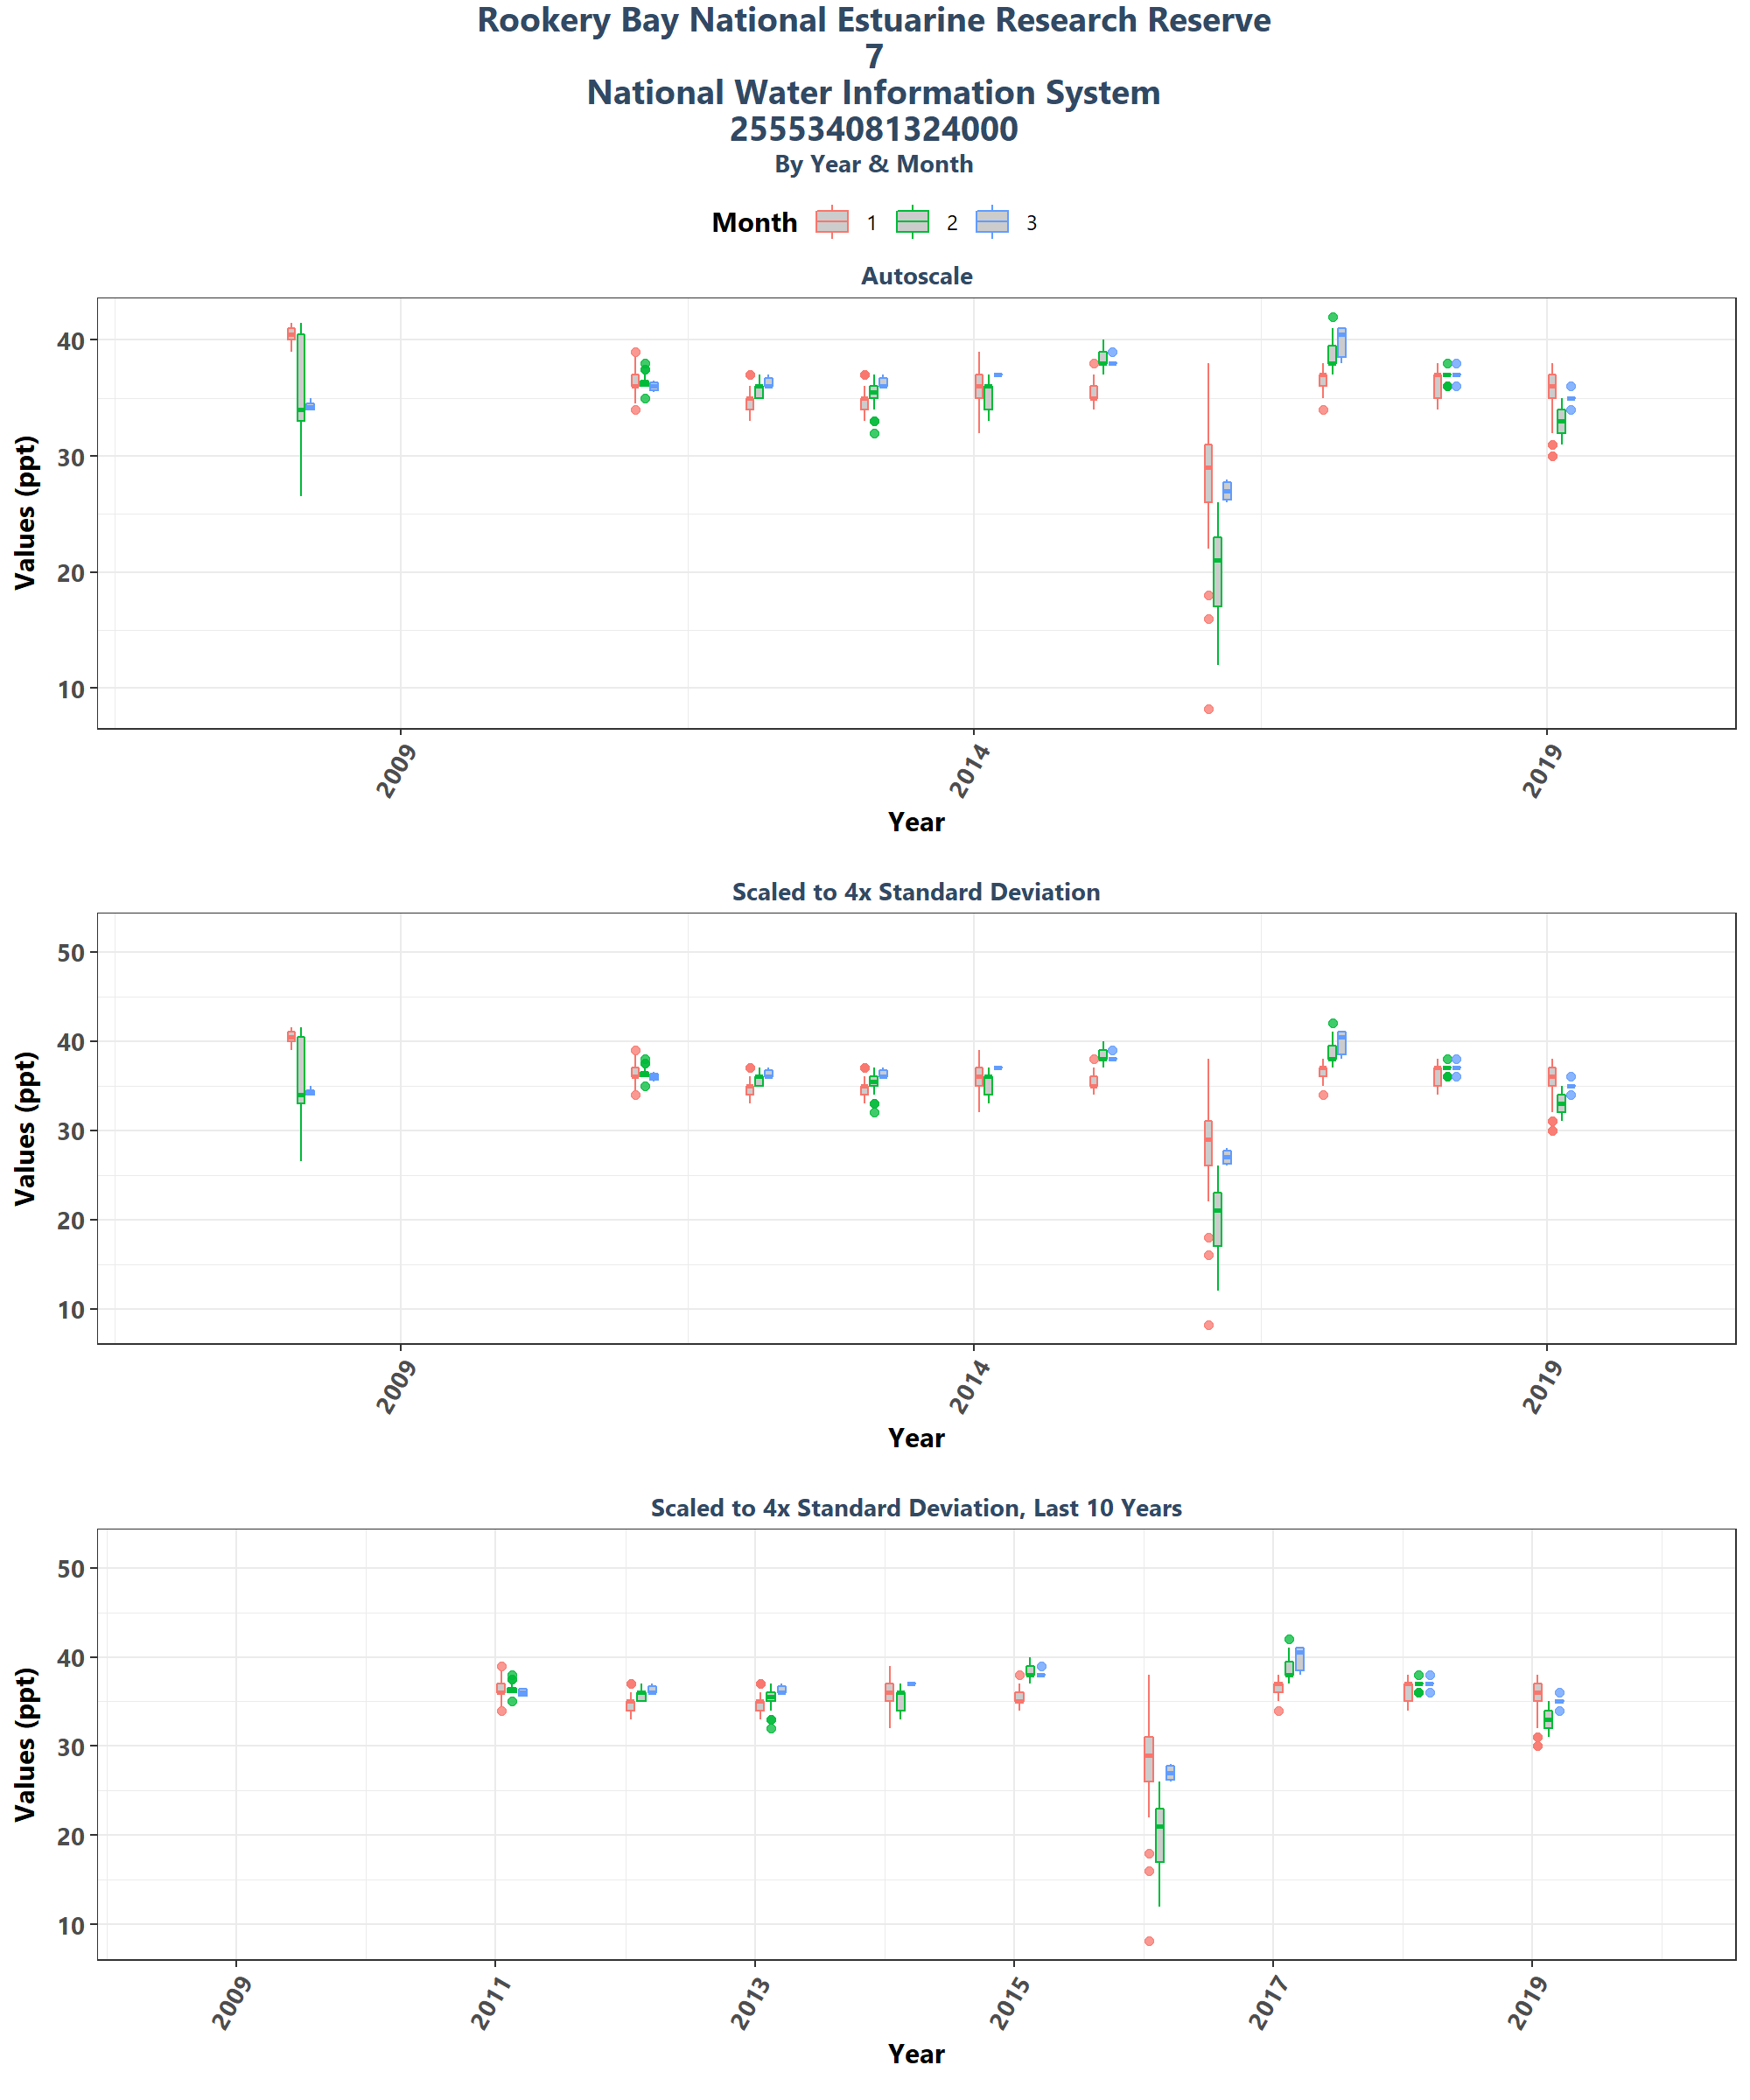 Rookery Bay National Estuarine Research Reserve
7
National Water Information System
255534081324000
By Year & Month
Month 1 2 3
Autoscale
Values (ppt)
40
30
20
10
2009 2014 2019
Year
Scaled to 4x Standard Deviation
Values (ppt)
50
40
30
20
10
2009 2014 2019
Year
Scaled to 4x Standard Deviation, Last 10 Years
Values (ppt)
50
40
30
20
10
2009 2011 2013 2015 2017 2019
Year